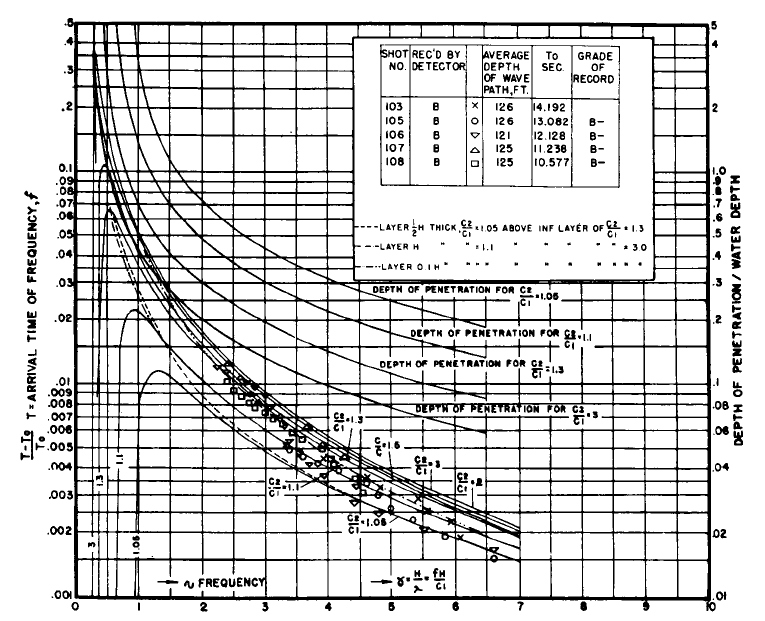 SHOT NO. REC'D BY DETECTOR AVERAGE DEPTH OF WAVE PATH, FT. To SEC. GRADE OF RECORD
103 B × 126 14.192
105 B ○ 126 13.082 B-
106 B ▽ 121 12.128 B-
107 B △ 125 11.238 B-
108 B □ 125 10.577 B-
----LAYER ½H THICK, C2/C1 =1.05 ABOVE INF LAYER OF C2/C1 = 1.3
LAYER H " " = 1.1 " " " " " = 3.0
LAYER 0.1H " " " " " " " " "
DEPTH OF PENETRATION FOR C2/C1 =1.05
DEPTH OF PENETRATION FOR C2/C1 =1.1
DEPTH OF PENETRATION FOR C2/C1 =1.3
DEPTH OF PENETRATION FOR C2/C1 =3
C2/C1 =1.3
=1.5
C2/C1 =3
C2/C1 =2
C2/C1 =1.1
C2/C1 =1.05
3
1.3
1.1
1.05
T-To/To T = ARRIVAL TIME OF FREQUENCY, f
DEPTH OF PENETRATION / WATER DEPTH
→ ~ FREQUENCY
→ γ = H/λ = fH/C1
.5
.4
.3
.2
0.1
.09
.08
.07
.06
.05
.04
.03
.02
.01
.009
.008
.007
.006
.005
.004
.003
.002
.001
5
4
3
2
1.0
.9
.8
.7
.6
.5
.4
.3
.2
.1
.08
.06
.04
.02
.01
0 1 2 3 4 5 6 7 8 9 10